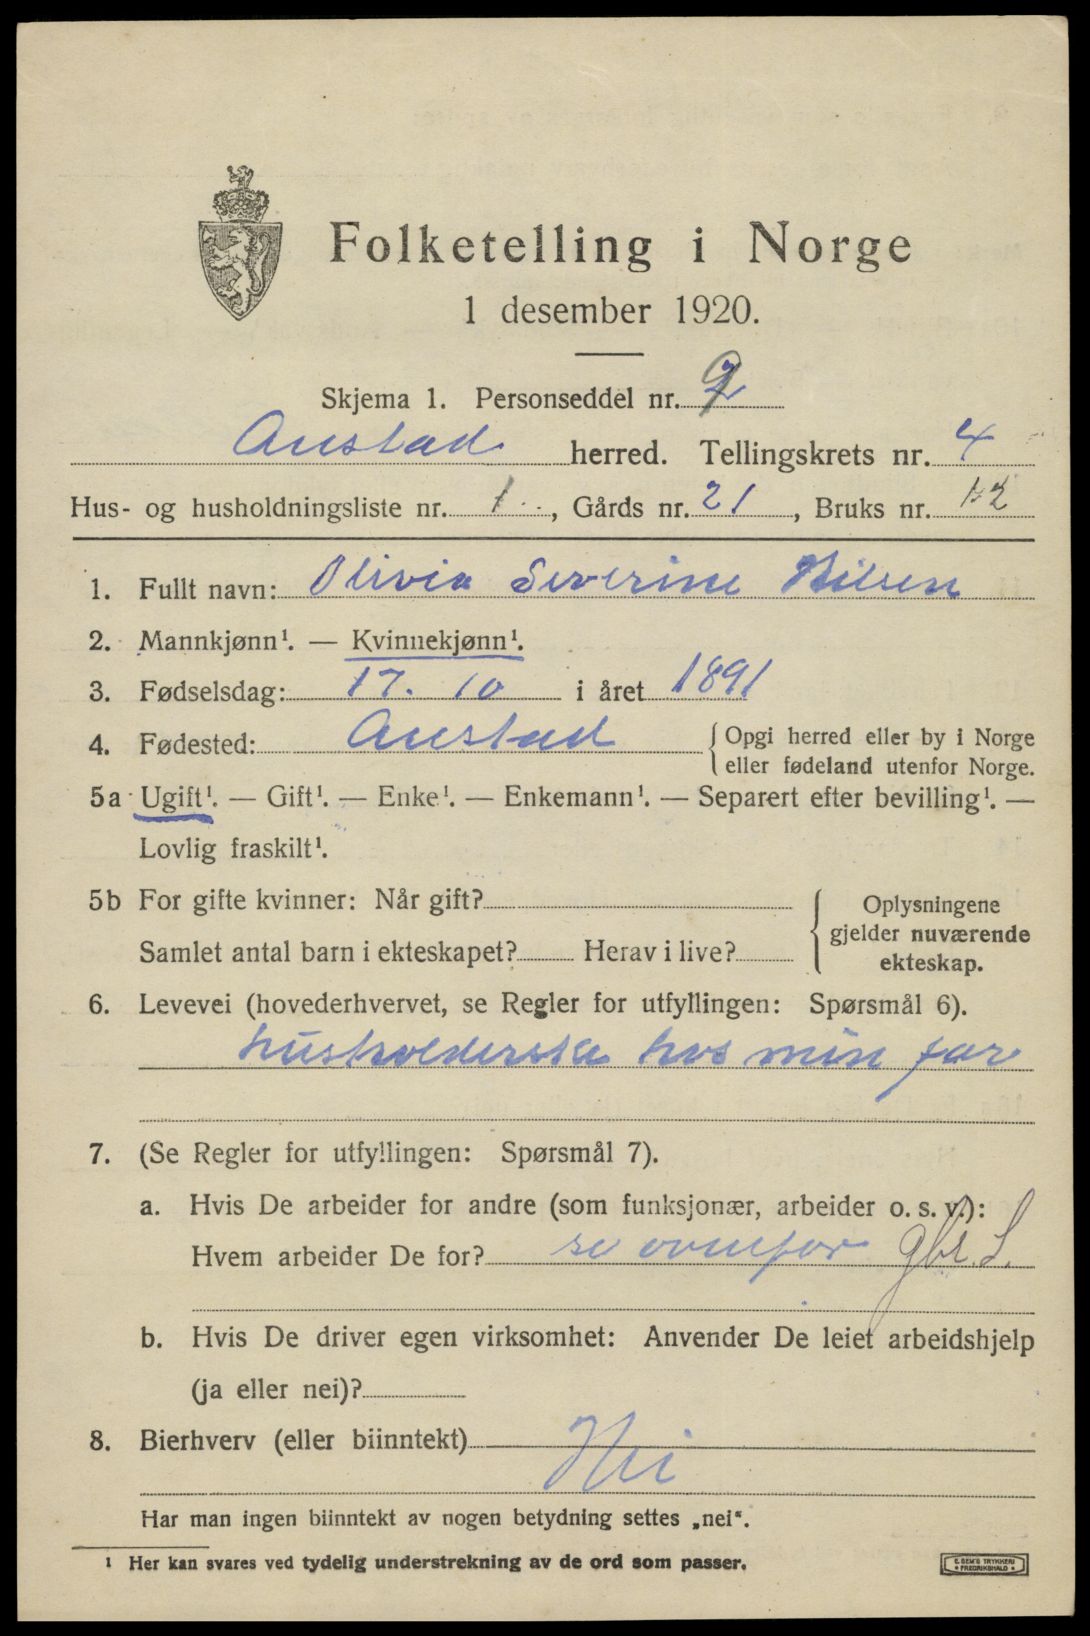 Folketelling i Norge
1 desember 1920.
Skjema 1. Personseddel nr. 2
Austad herred. Tellingskrets nr. 4
Hus- og husholdningsliste nr. 1, Gårds nr. 21, Bruks nr. 12
1. Fullt navn: Olivia Severine Nilsen
2. Mannkjønn¹. — Kvinnekjønn¹.
3. Fødselsdag: 17. 10 i året 1891
4. Fødested: Austad {Opgi herred eller by i Norge
eller fødeland utenfor Norge.
5a Ugift¹. — Gift¹. — Enke¹. — Enkemann¹. — Separert efter bevilling¹. —
Lovlig fraskilt¹.
5b For gifte kvinner: Når gift? { Oplysningene
gjelder nuværende
Samlet antal barn i ekteskapet? Herav i live?
ekteskap.
6. Levevei (hovederhvervet, se Regler for utfyllingen: Spørsmål 6).
husholderske hos min far
7. (Se Regler for utfyllingen: Spørsmål 7).
a. Hvis De arbeider for andre (som funksjonær, arbeider o. s. v.):
Hvem arbeider De for? se ovenfor gbr. S.
b. Hvis De driver egen virksomhet: Anvender De leiet arbeidshjelp
(ja eller nei)?
8. Bierhverv (eller biinntekt) Nei
Har man ingen biinntekt av nogen betydning settes „nei“.
¹ Her kan svares ved tydelig understrekning av de ord som passer.
E. SEM'S TRYKKERI
• FREDRIKSHALD •